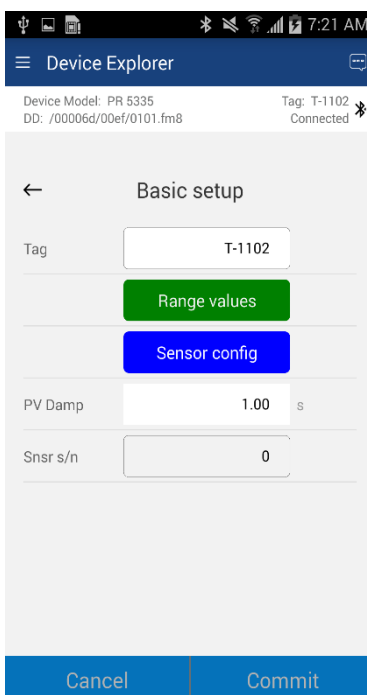 7:21 AM
Device Explorer
Device Model: PR 5335
Tag: T-1102
DD: /00006d/00ef/0101.fm8
Connected
Basic setup
Tag
T-1102
Range values
Sensor config
PV Damp
1.00
s
Snsr s/n
0
Cancel
Commit